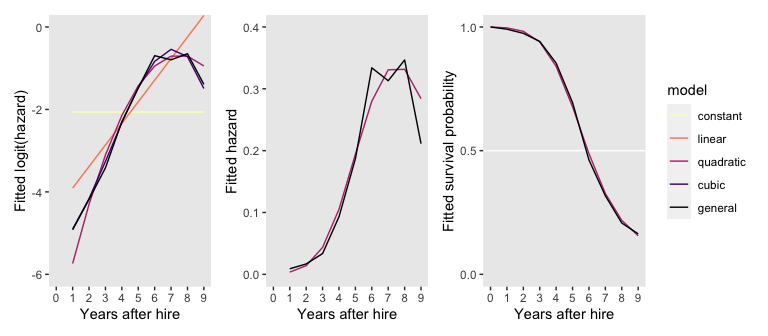 Fitted logit(hazard)
0
-2
-4
-6
0 1 2 3 4 5 6 7 8 9
Years after hire
Fitted hazard
0.4
0.3
0.2
0.1
0.0
0 1 2 3 4 5 6 7 8 9
Years after hire
Fitted survival probability
1.0
0.5
0.0
0 1 2 3 4 5 6 7 8 9
Years after hire
model
constant
linear
quadratic
cubic
general